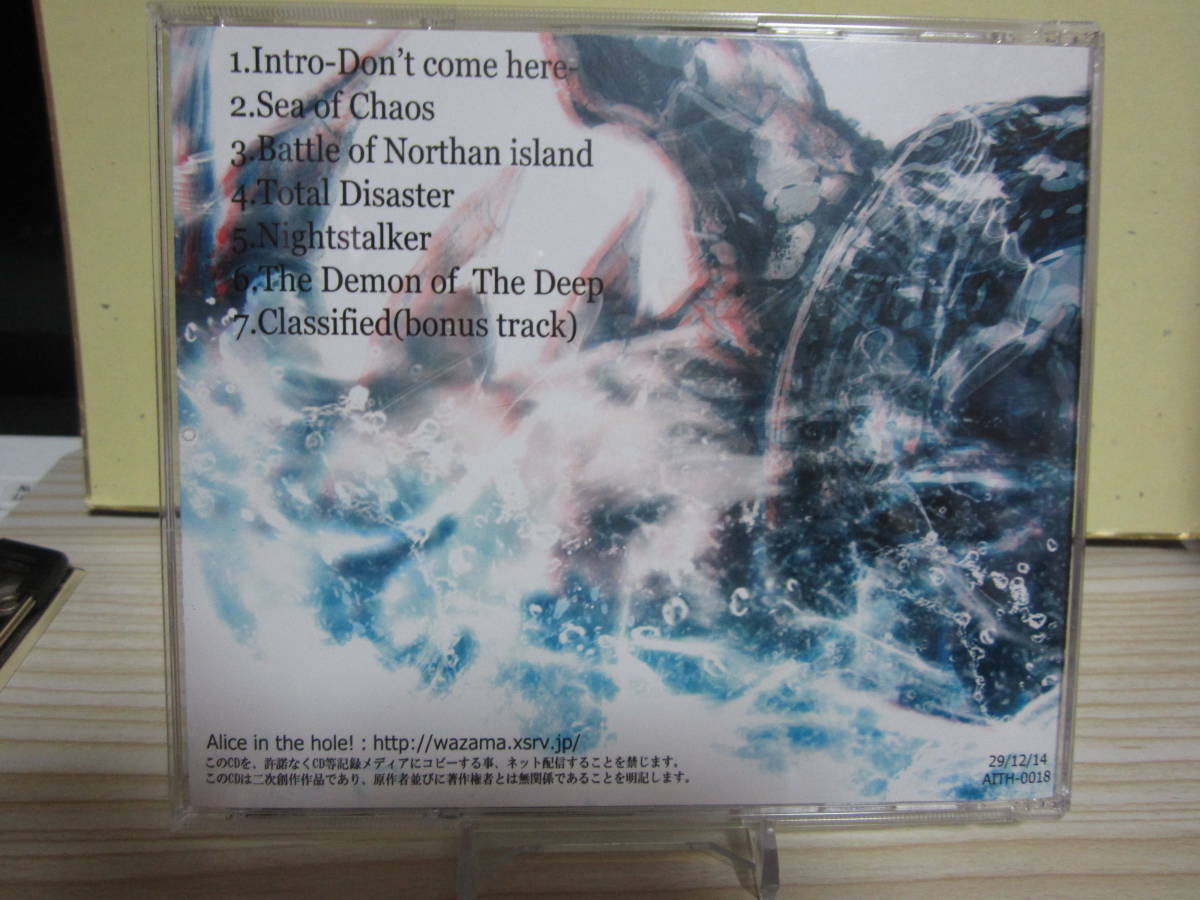 1.Intro-Don't come here-
2.Sea of Chaos
3.Battle of Northan island
4.Total Disaster
5.Nightstalker
6.The Demon of The Deep
7.Classified(bonus track)
Alice in the hole! : http://wazama.xsrv.jp/
このCDを、許諾なくCD等記録メディアにコピーする事、ネット配信することを禁じます。
このCDは二次創作作品であり、原作者並びに著作権者とは無関係であることを明記します。
29/12/14
AITH-0018